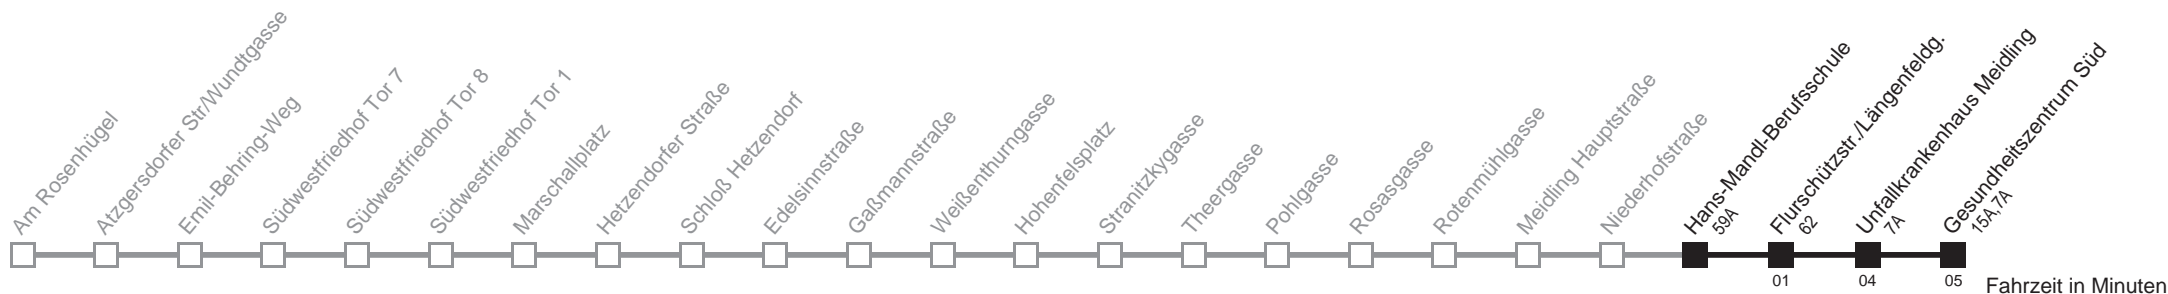 Am Rosenhügel
Atzgersdorfer Str/Wundtgasse
Emil-Behring-Weg
Südwestfriedhof Tor 7
Südwestfriedhof Tor 8
Südwestfriedhof Tor 1
Marschallplatz
Hetzendorfer Straße
Schloß Hetzendorf
Edelsinnstraße
Gaßmannstraße
Weißenthurngasse
Hohenfelsplatz
Stranitzkygasse
Theergasse
Pohlgasse
Rosasgasse
Rotenmühlgasse
Meidling Hauptstraße
Niederhofstraße
Hans-Mandl-Berufsschule
59A
Flurschützstr./Längenfeldg.
62
Unfallkrankenhaus Meidling
7A
Gesundheitszentrum Süd
15A,7A
01
04
05
Fahrzeit in Minuten